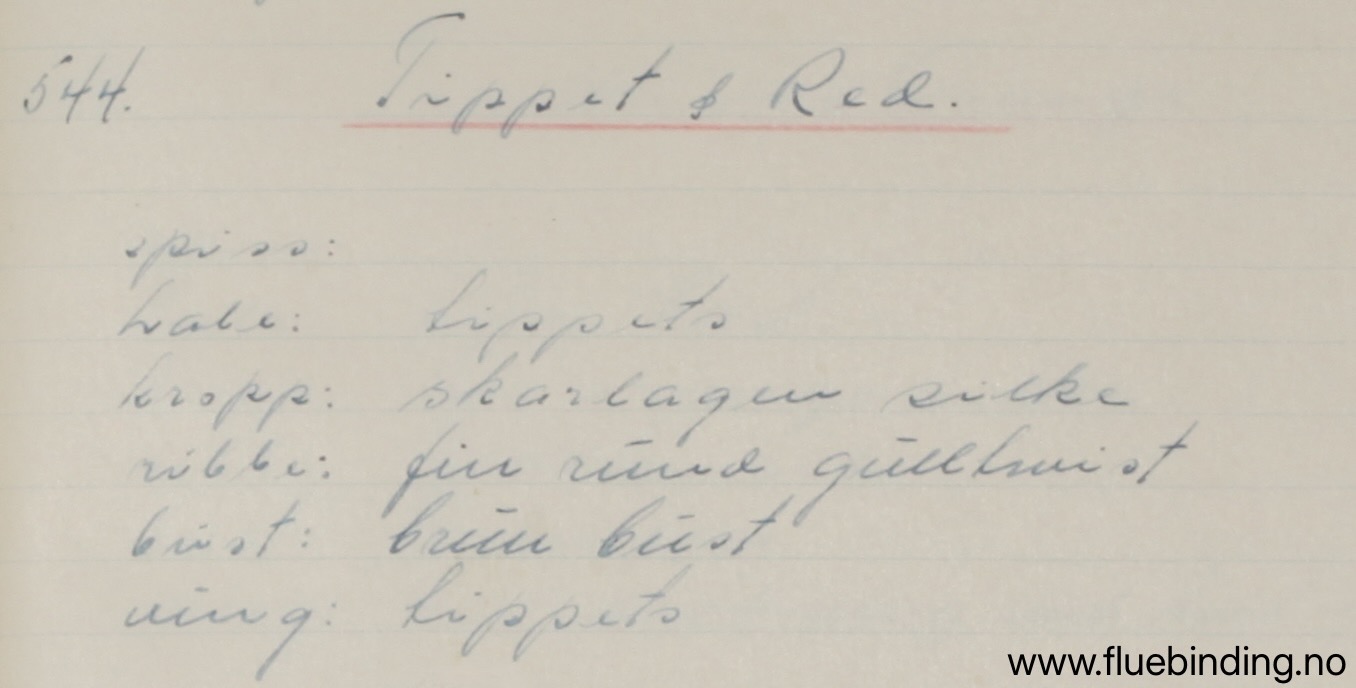 544. Tippet & Red.
spiss:
hale: tippets
kropp: skarlagen silke
ribbe: fin rund gulltwist
bust: brun bust
ving: tippets
www.fluebinding.no